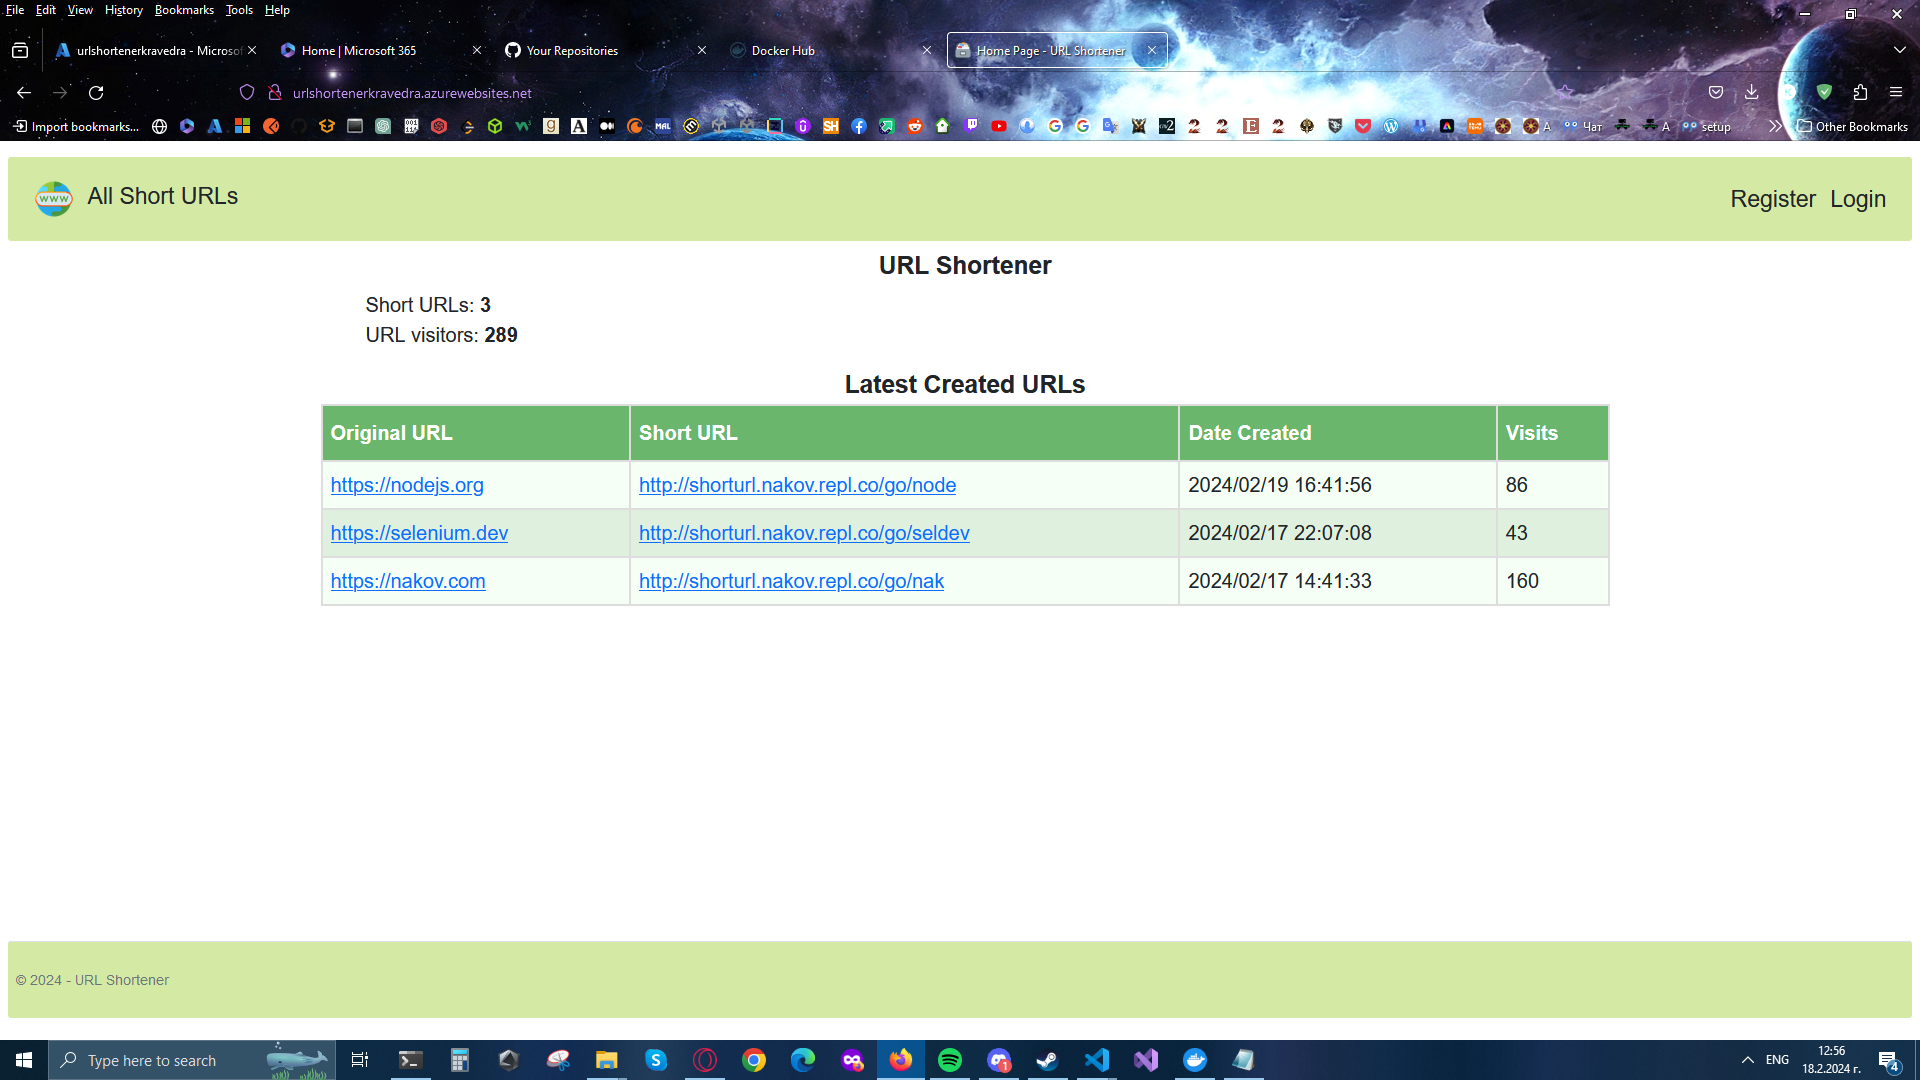 File Edit View History Bookmarks Tools Help
urlshortenerkravedra - Microsof
Home | Microsoft 365
Your Repositories
Docker Hub
Home Page - URL Shortener
urlshortenerkravedra.azurewebsites.net
Import bookmarks...
Чат
A
setup
Other Bookmarks
All Short URLs
Register Login
URL Shortener
Short URLs: 3
URL visitors: 289
Latest Created URLs
Original URL Short URL Date Created Visits
https://nodejs.org http://shorturl.nakov.repl.co/go/node 2024/02/19 16:41:56 86
https://selenium.dev http://shorturl.nakov.repl.co/go/seldev 2024/02/17 22:07:08 43
https://nakov.com http://shorturl.nakov.repl.co/go/nak 2024/02/17 14:41:33 160
© 2024 - URL Shortener
Type here to search
ENG
12:56
18.2.2024 г.
4